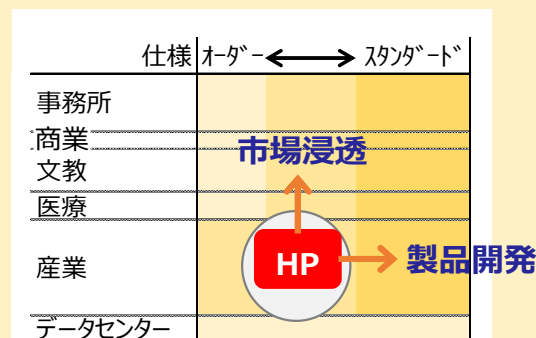 仕様 ｵｰﾀﾞｰ ｽﾀﾝﾀﾞｰﾄﾞ
事務所
商業
市場浸透
文教
医療
産業
HP
製品開発
データセンター